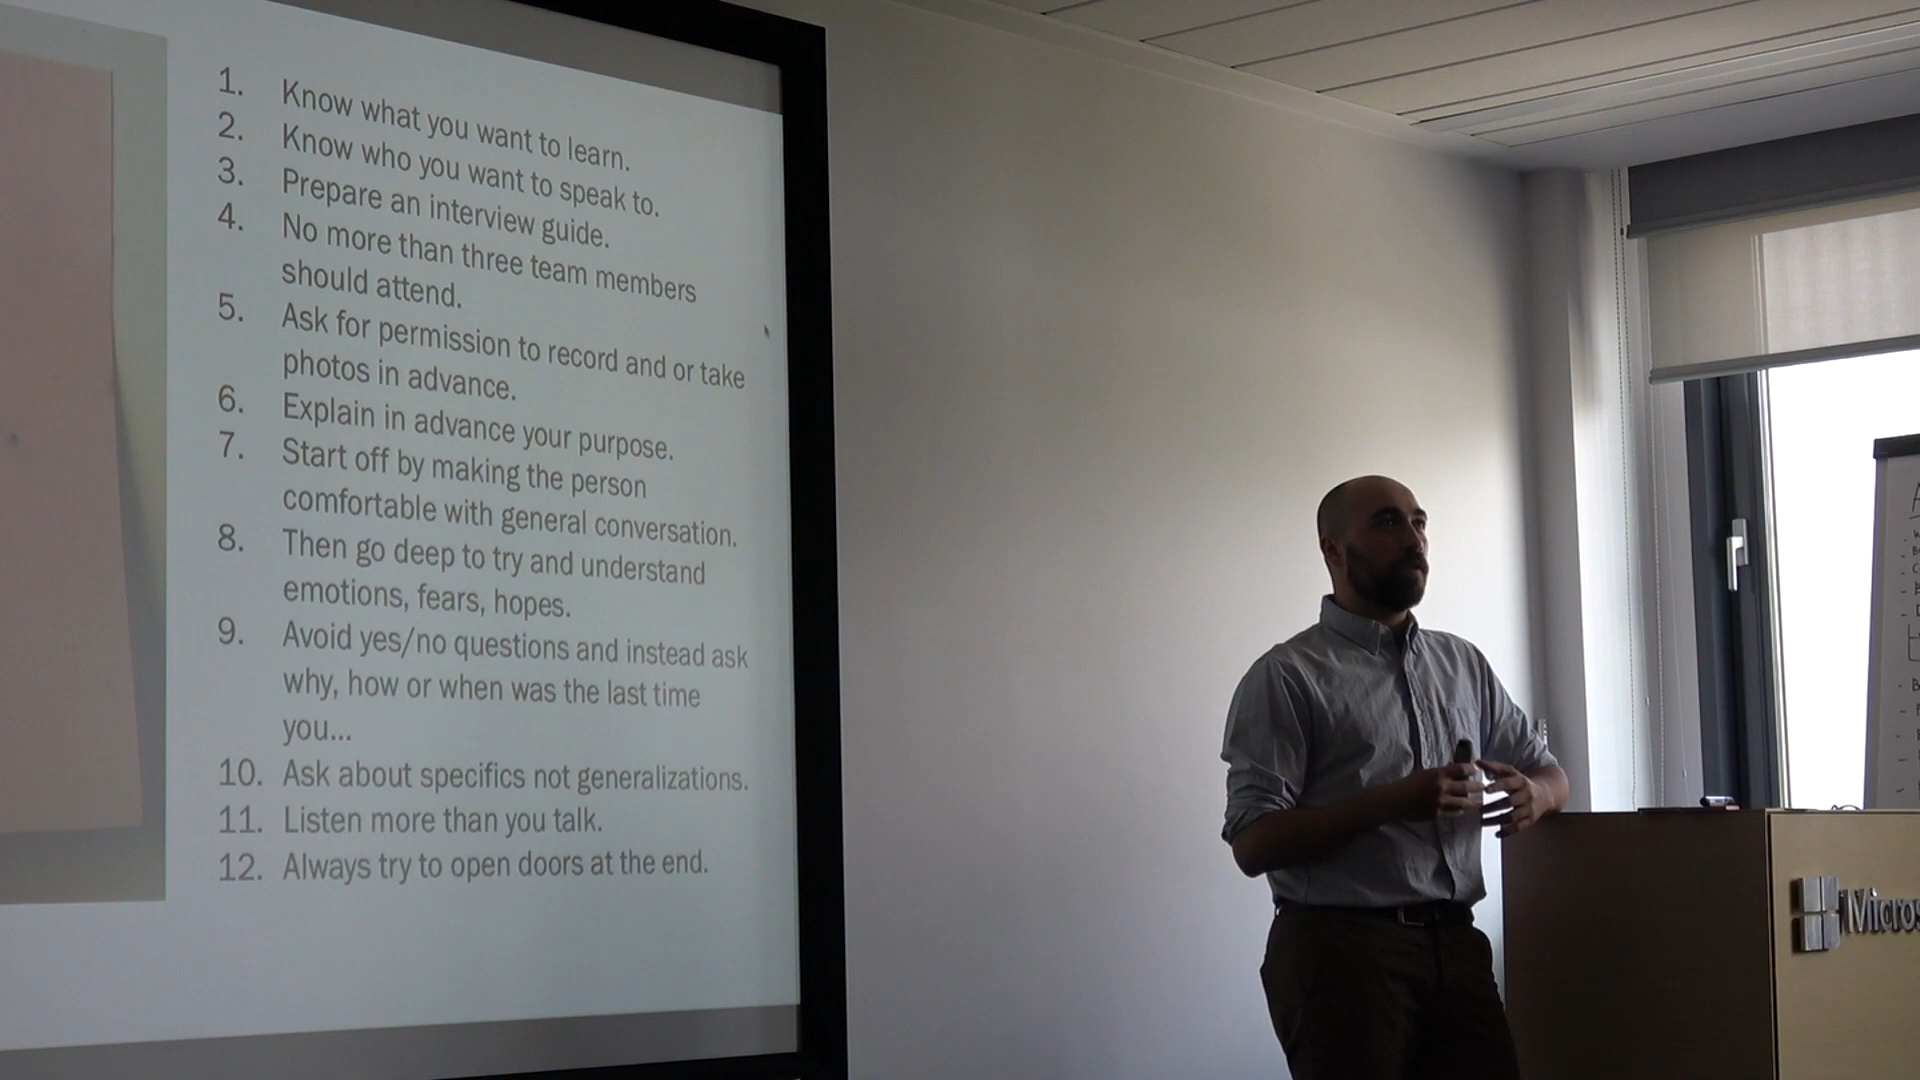 1. Know what you want to learn.
2. Know who you want to speak to.
3. Prepare an interview guide.
4. No more than three team members
should attend.
5. Ask for permission to record and or take
photos in advance.
6. Explain in advance your purpose.
7. Start off by making the person
comfortable with general conversation.
8. Then go deep to try and understand
emotions, fears, hopes.
9. Avoid yes/no questions and instead ask
why, how or when was the last time
you...
10. Ask about specifics not generalizations.
11. Listen more than you talk.
12. Always try to open doors at the end.
Micros